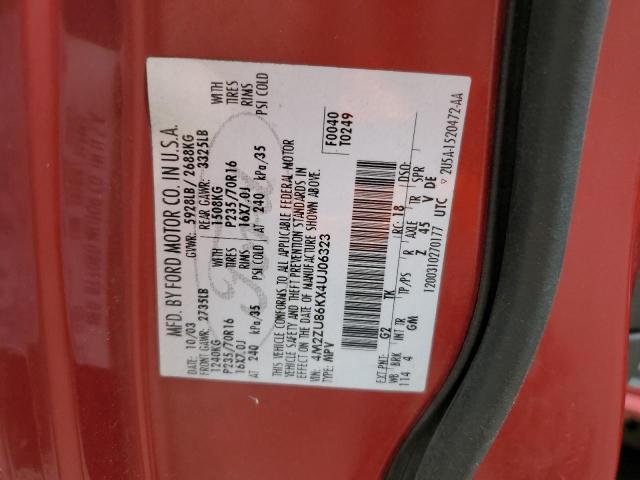 MFD. BY FORD MOTOR CO. IN U.S.A.
DATE: 10/03 GVWR: 5928LB/ 2688KG
FRONT GAWR: 2735LB REAR GAWR: 3325LB
1240KG 1508KG WITH
P235/70R16 P235/70R16 TIRES
16X7.0J 16X7.0J RIMS
AT 240 kPa/35 AT 240 kPa/35 PSI COLD
WITH
TIRES
RIMS
PSI COLD
THIS VEHICLE CONFORMS TO ALL APPLICABLE FEDERAL MOTOR
VEHICLE SAFETY AND THEFT PREVENTION STANDARDS IN
EFFECT ON THE DATE OF MANUFACTURE SHOWN ABOVE.
VIN: 4M2ZU86KX4UJ06323
TYPE: MPV
F0040
T0249
EXT PNT: G2 TK RC: 18 DSO:
WB BRK INT TR TP/PS R AXLE TR SPR
114 4 GM Z 45 V DE
1200310270177 UTC
2U5A-1520472-AA
Ford